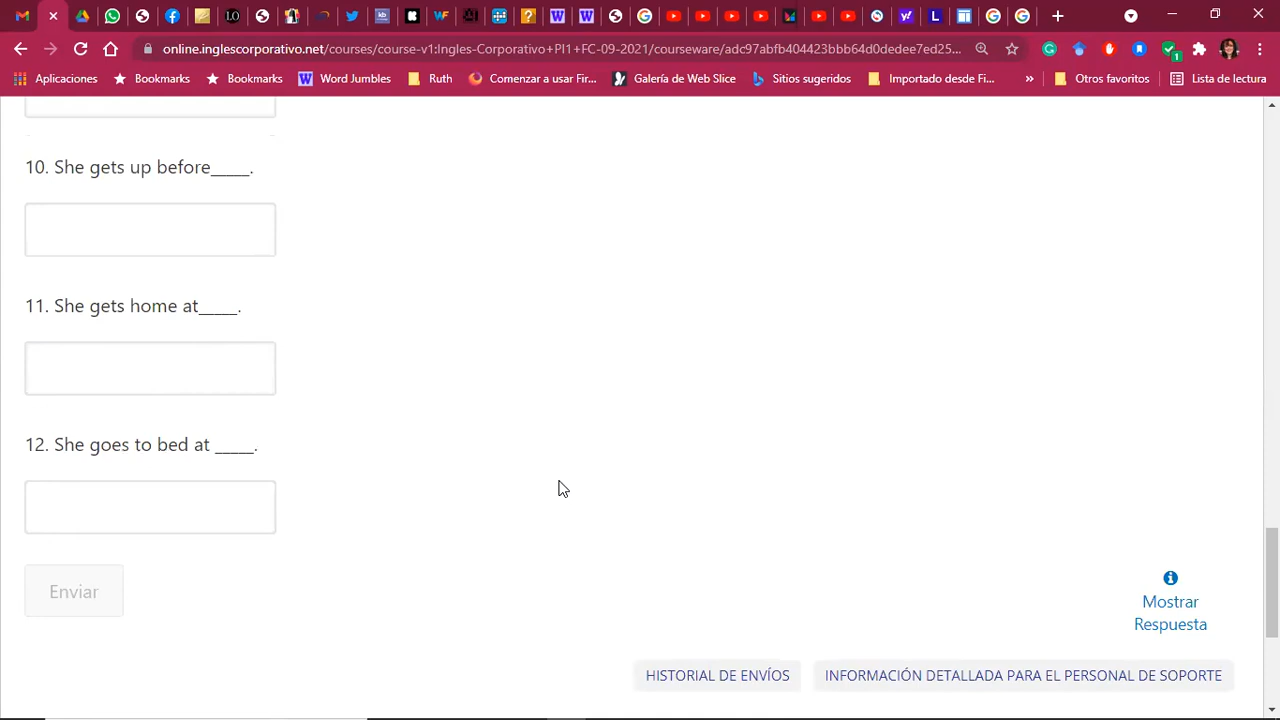 online.inglescorporativo.net/courses/course-v1:Ingles-Corporativo+PI1+FC-09-2021/courseware/adc97abfb404423bbb64d0dedee7ed25...
Aplicaciones Bookmarks Bookmarks Word Jumbles Ruth Comenzar a usar Fir... Galería de Web Slice Sitios sugeridos Importado desde Fi... » Otros favoritos Lista de lectura
10. She gets up before_____.
11. She gets home at_____.
12. She goes to bed at _____.
Enviar
Mostrar
Respuesta
HISTORIAL DE ENVÍOS INFORMACIÓN DETALLADA PARA EL PERSONAL DE SOPORTE